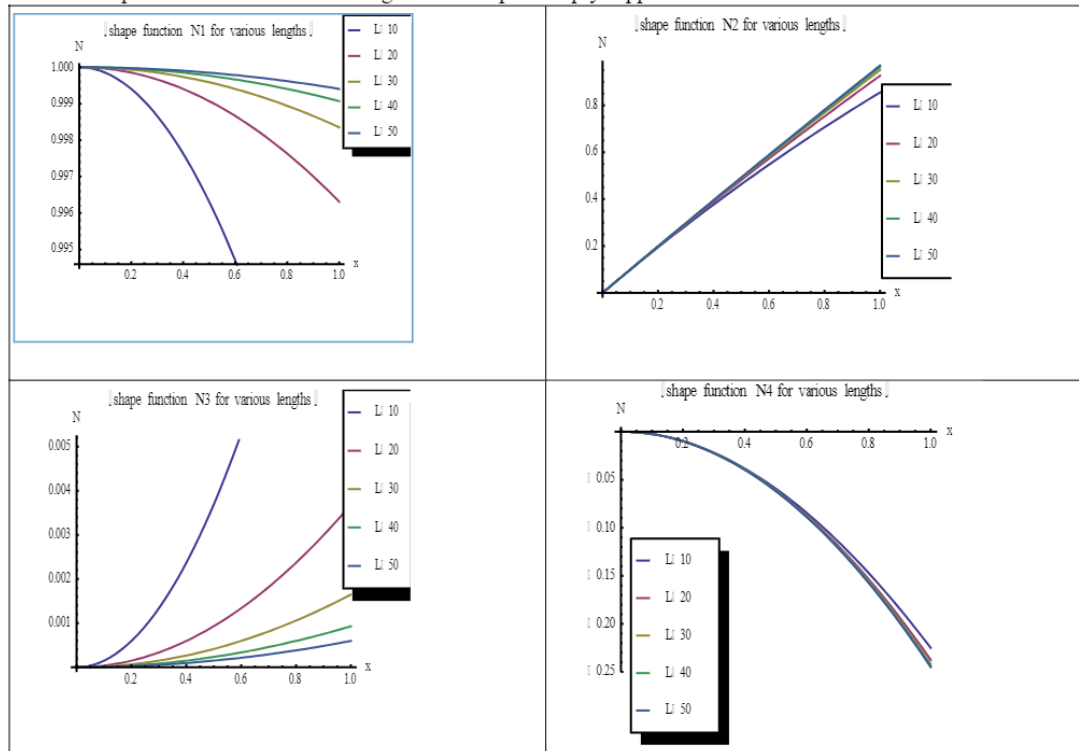 shape function N1 for various lengths
N
1.000
0.999
0.998
0.997
0.996
0.995
0.2 0.4 0.6 0.8 1.0 x
L 10
L 20
L 30
L 40
L 50
shape function N2 for various lengths
N
0.8
0.6
0.4
0.2
0.2 0.4 0.6 0.8 1.0 x
L 10
L 20
L 30
L 40
L 50
shape function N3 for various lengths
N
0.005
0.004
0.003
0.002
0.001
0.2 0.4 0.6 0.8 1.0 x
L 10
L 20
L 30
L 40
L 50
shape function N4 for various lengths
N
0.2 0.4 0.6 0.8 1.0 x
0.05
0.10
0.15
0.20
0.25
L 10
L 20
L 30
L 40
L 50